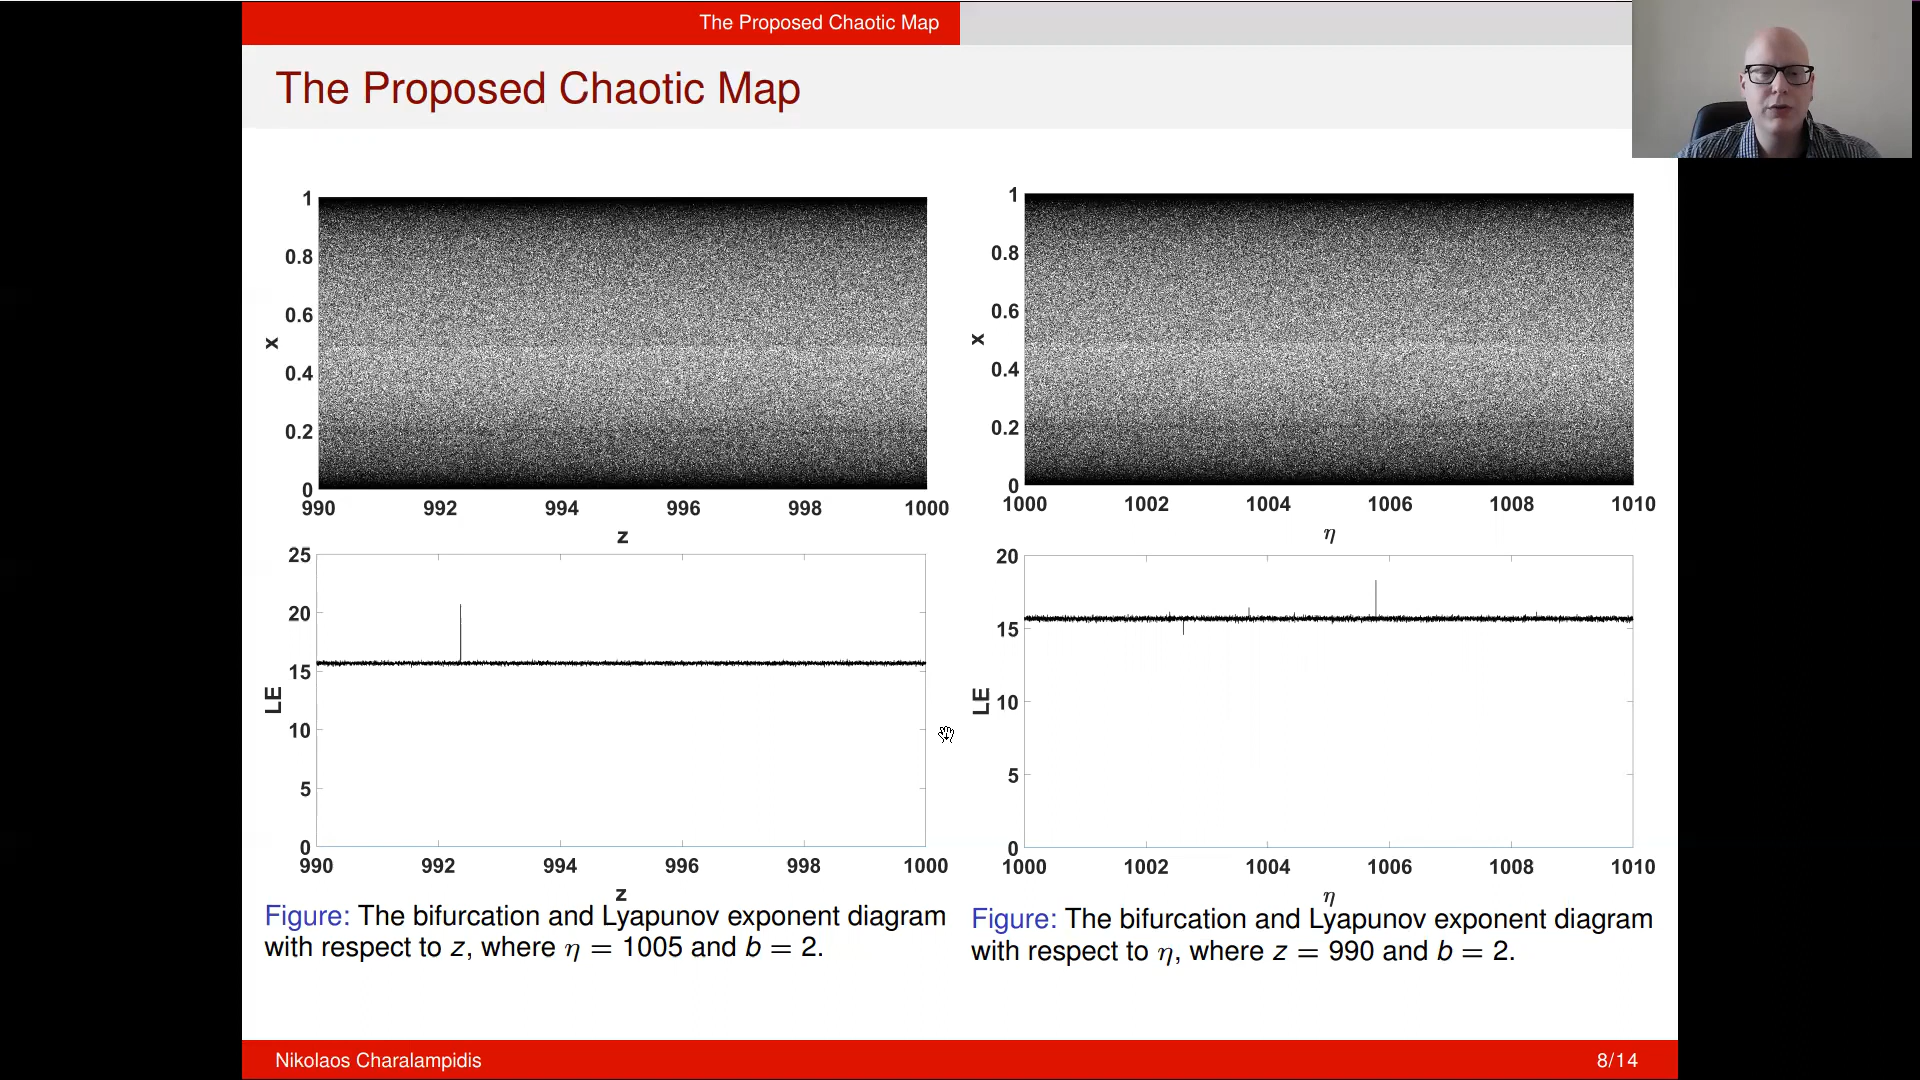 The Proposed Chaotic Map
The Proposed Chaotic Map
1
0.8
0.6
0.4
0.2
0
x
990 992 994 996 998 1000
z
25
20
15
10
5
0
LE
990 992 994 996 998 1000
z
Figure: The bifurcation and Lyapunov exponent diagram
with respect to z, where η = 1005 and b = 2.
1
0.8
0.6
0.4
0.2
0
x
1000 1002 1004 1006 1008 1010
η
20
15
10
5
0
LE
1000 1002 1004 1006 1008 1010
η
Figure: The bifurcation and Lyapunov exponent diagram
with respect to η, where z = 990 and b = 2.
Nikolaos Charalampidis
8/14